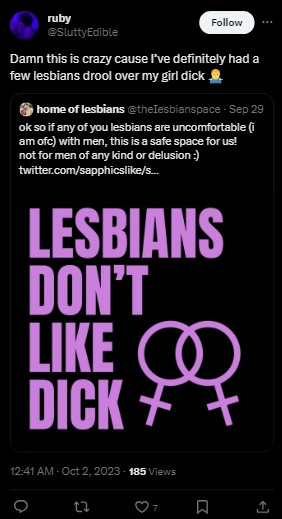 ruby
@SluttyEdible
Follow
Damn this is crazy cause I've definitely had a
few lesbians drool over my girl dick
home of lesbians @theIesbianspace · Sep 29
ok so if any of you lesbians are uncomfortable (i
am ofc) with men, this is a safe space for us!
not for men of any kind or delusion :)
twitter.com/sapphicslike/s...
LESBIANS
DON'T
LIKE
DICK
12:41 AM · Oct 2, 2023 · 185 Views
7